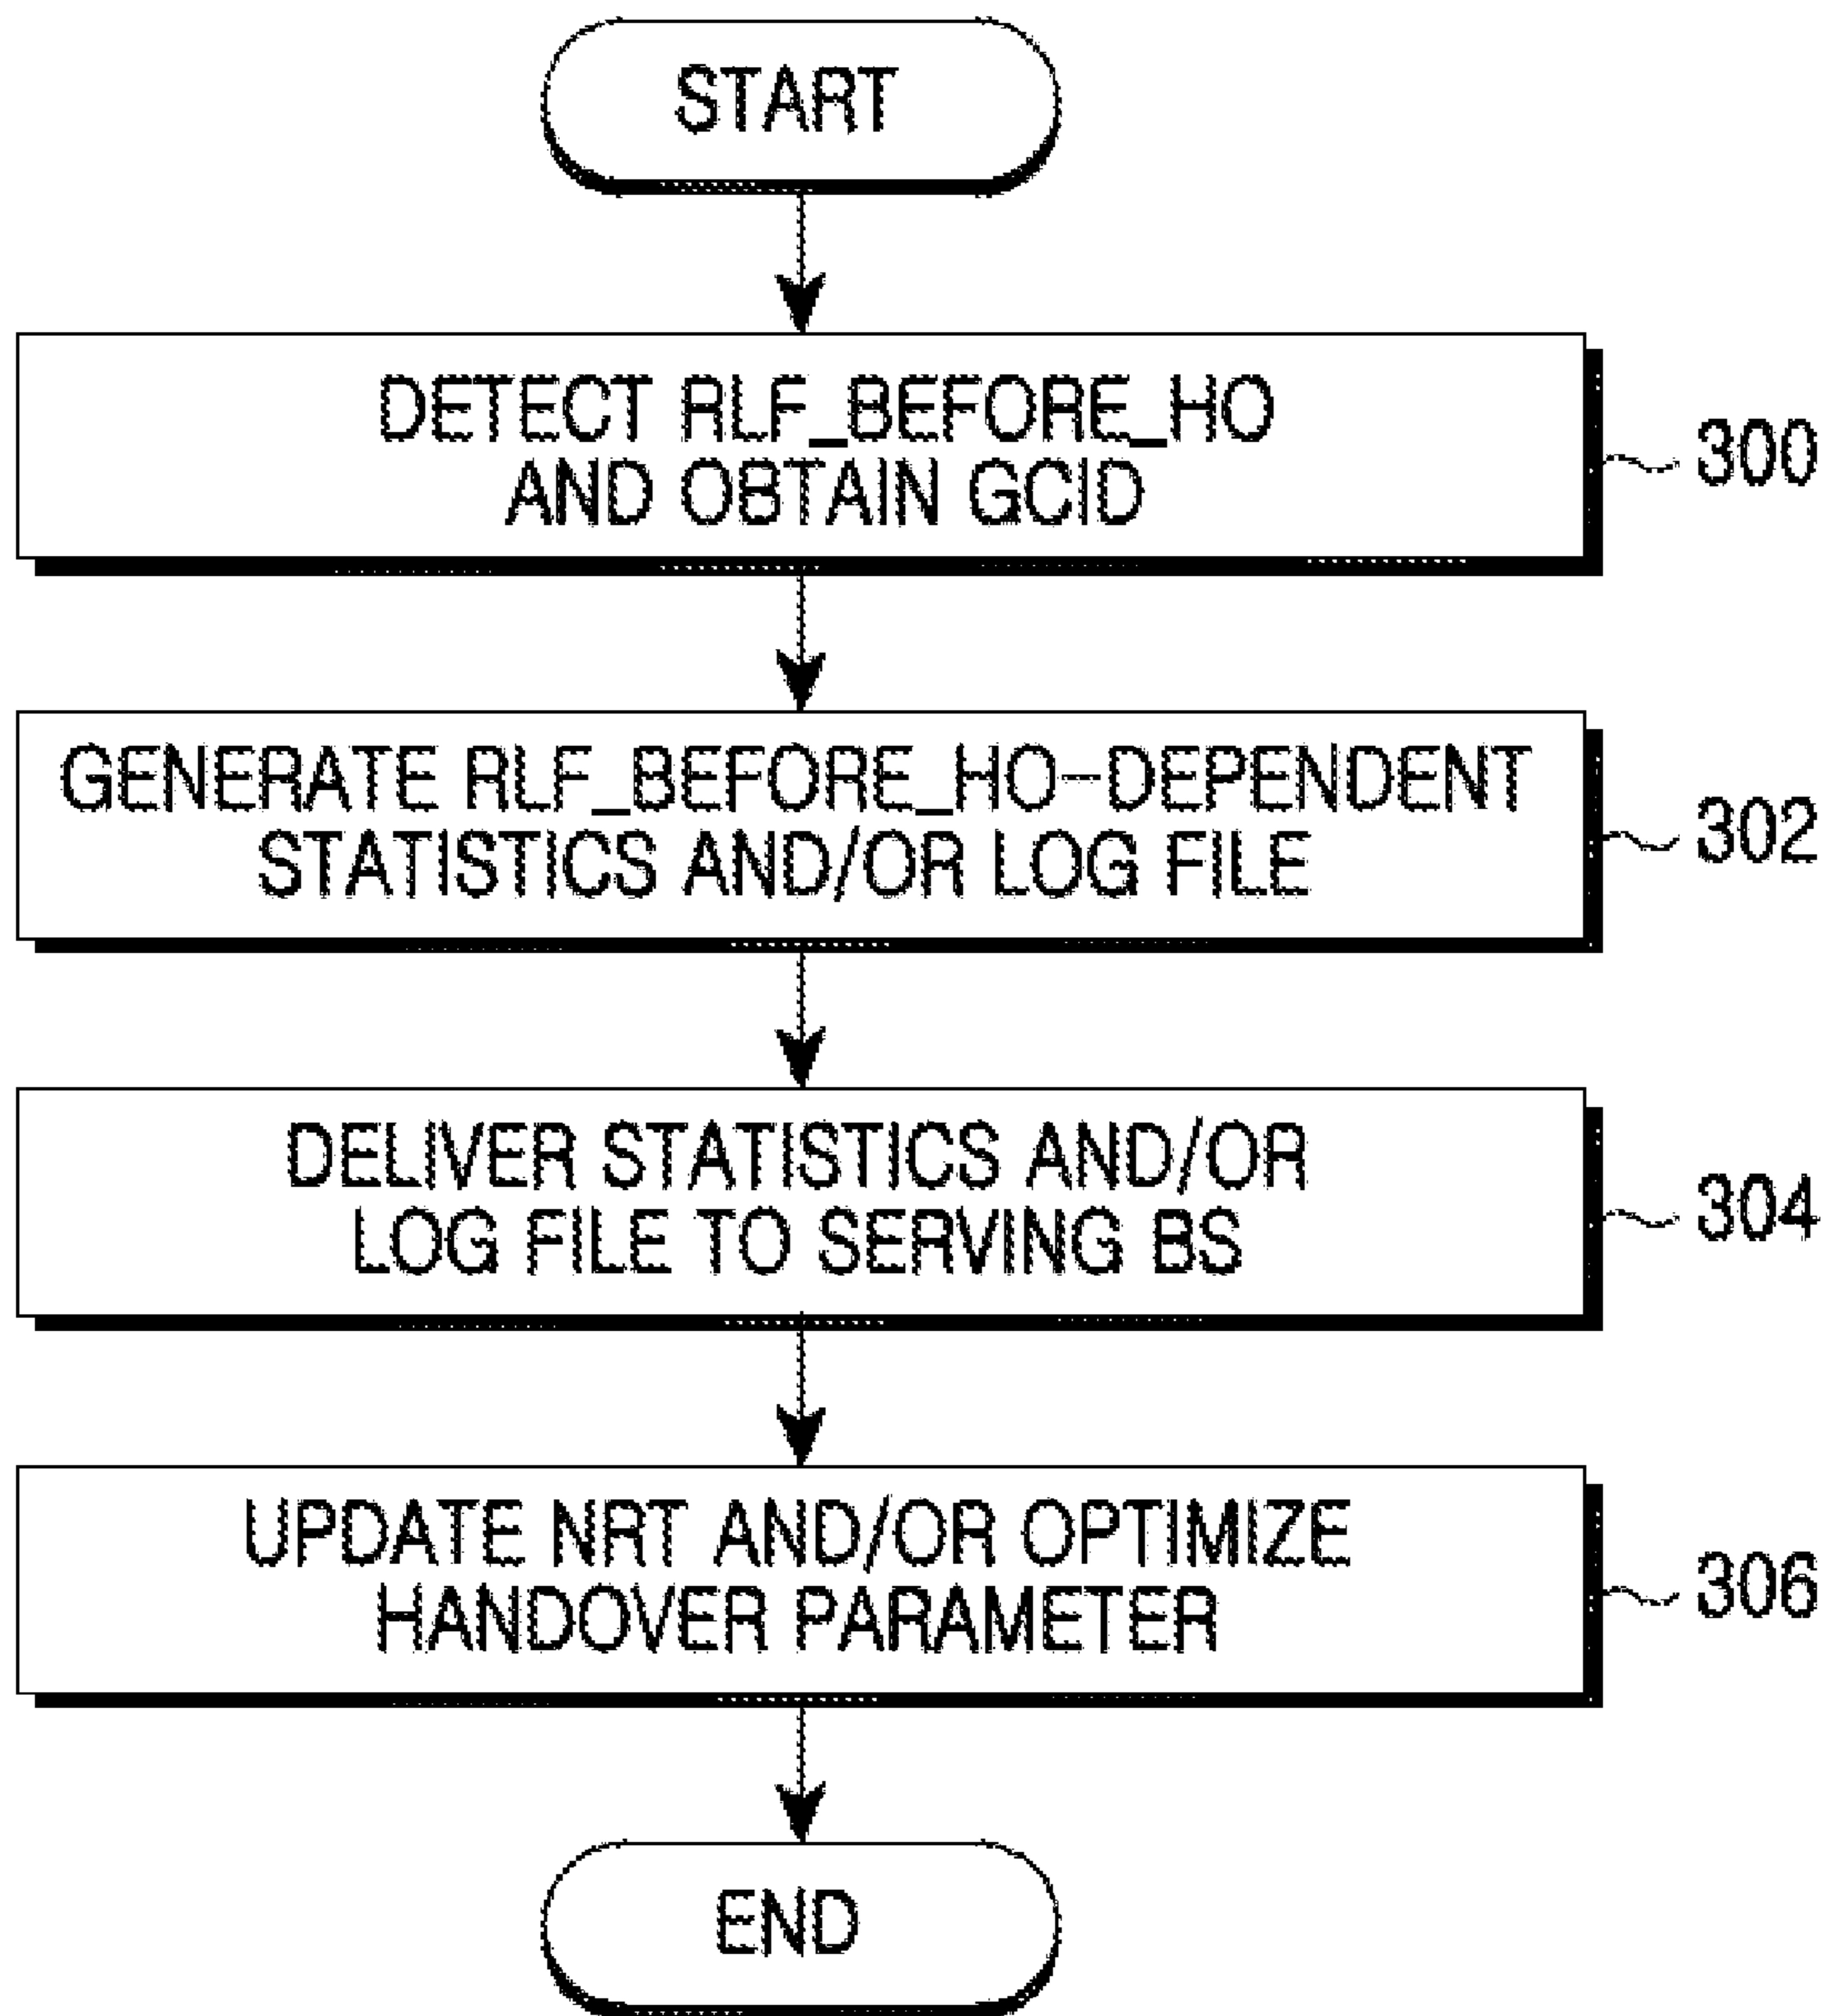 START
DETECT RLF_BEFORE_HO
AND OBTAIN GCID
300
GENERATE RLF_BEFORE_HO-DEPENDENT
STATISTICS AND/OR LOG FILE
302
DELIVER STATISTICS AND/OR
LOG FILE TO SERVING BS
304
UPDATE NRT AND/OR OPTIMIZE
HANDOVER PARAMETER
306
END